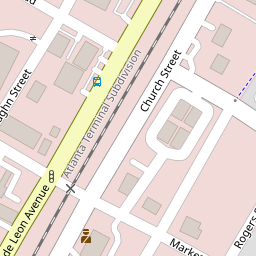 Church Street
Atlanta Terminal Subdivision
ghn Street
de Leon Avenue
Marke
Rogers S